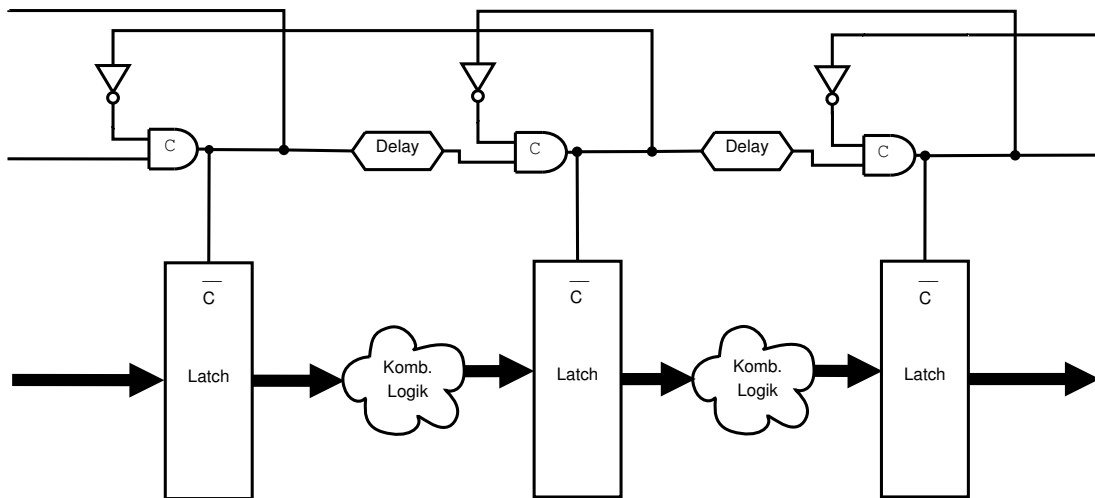 Delay
Delay
C
C
C
C̅
C̅
C̅
Latch
Komb.
Logik
Latch
Komb.
Logik
Latch